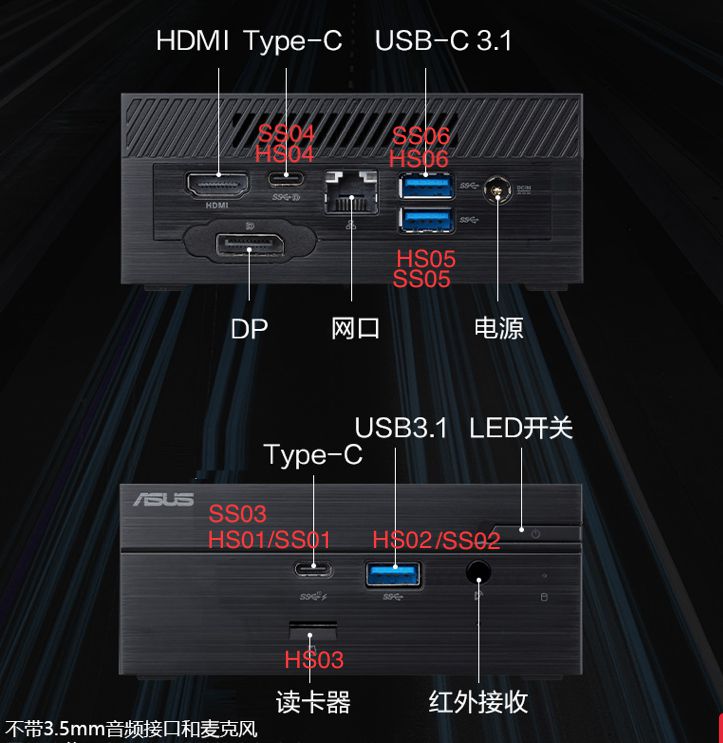 HDMI Type-C USB-C 3.1
SS04
HS04
SS06
HS06
HDMI
DC IN
HS05
SS05
DP 网口 电源
USB3.1 LED开关
Type-C
ASUS
SS03
HS01/SS01
HS02/SS02
HS03
读卡器 红外接收
不带3.5mm音频接口和麦克风